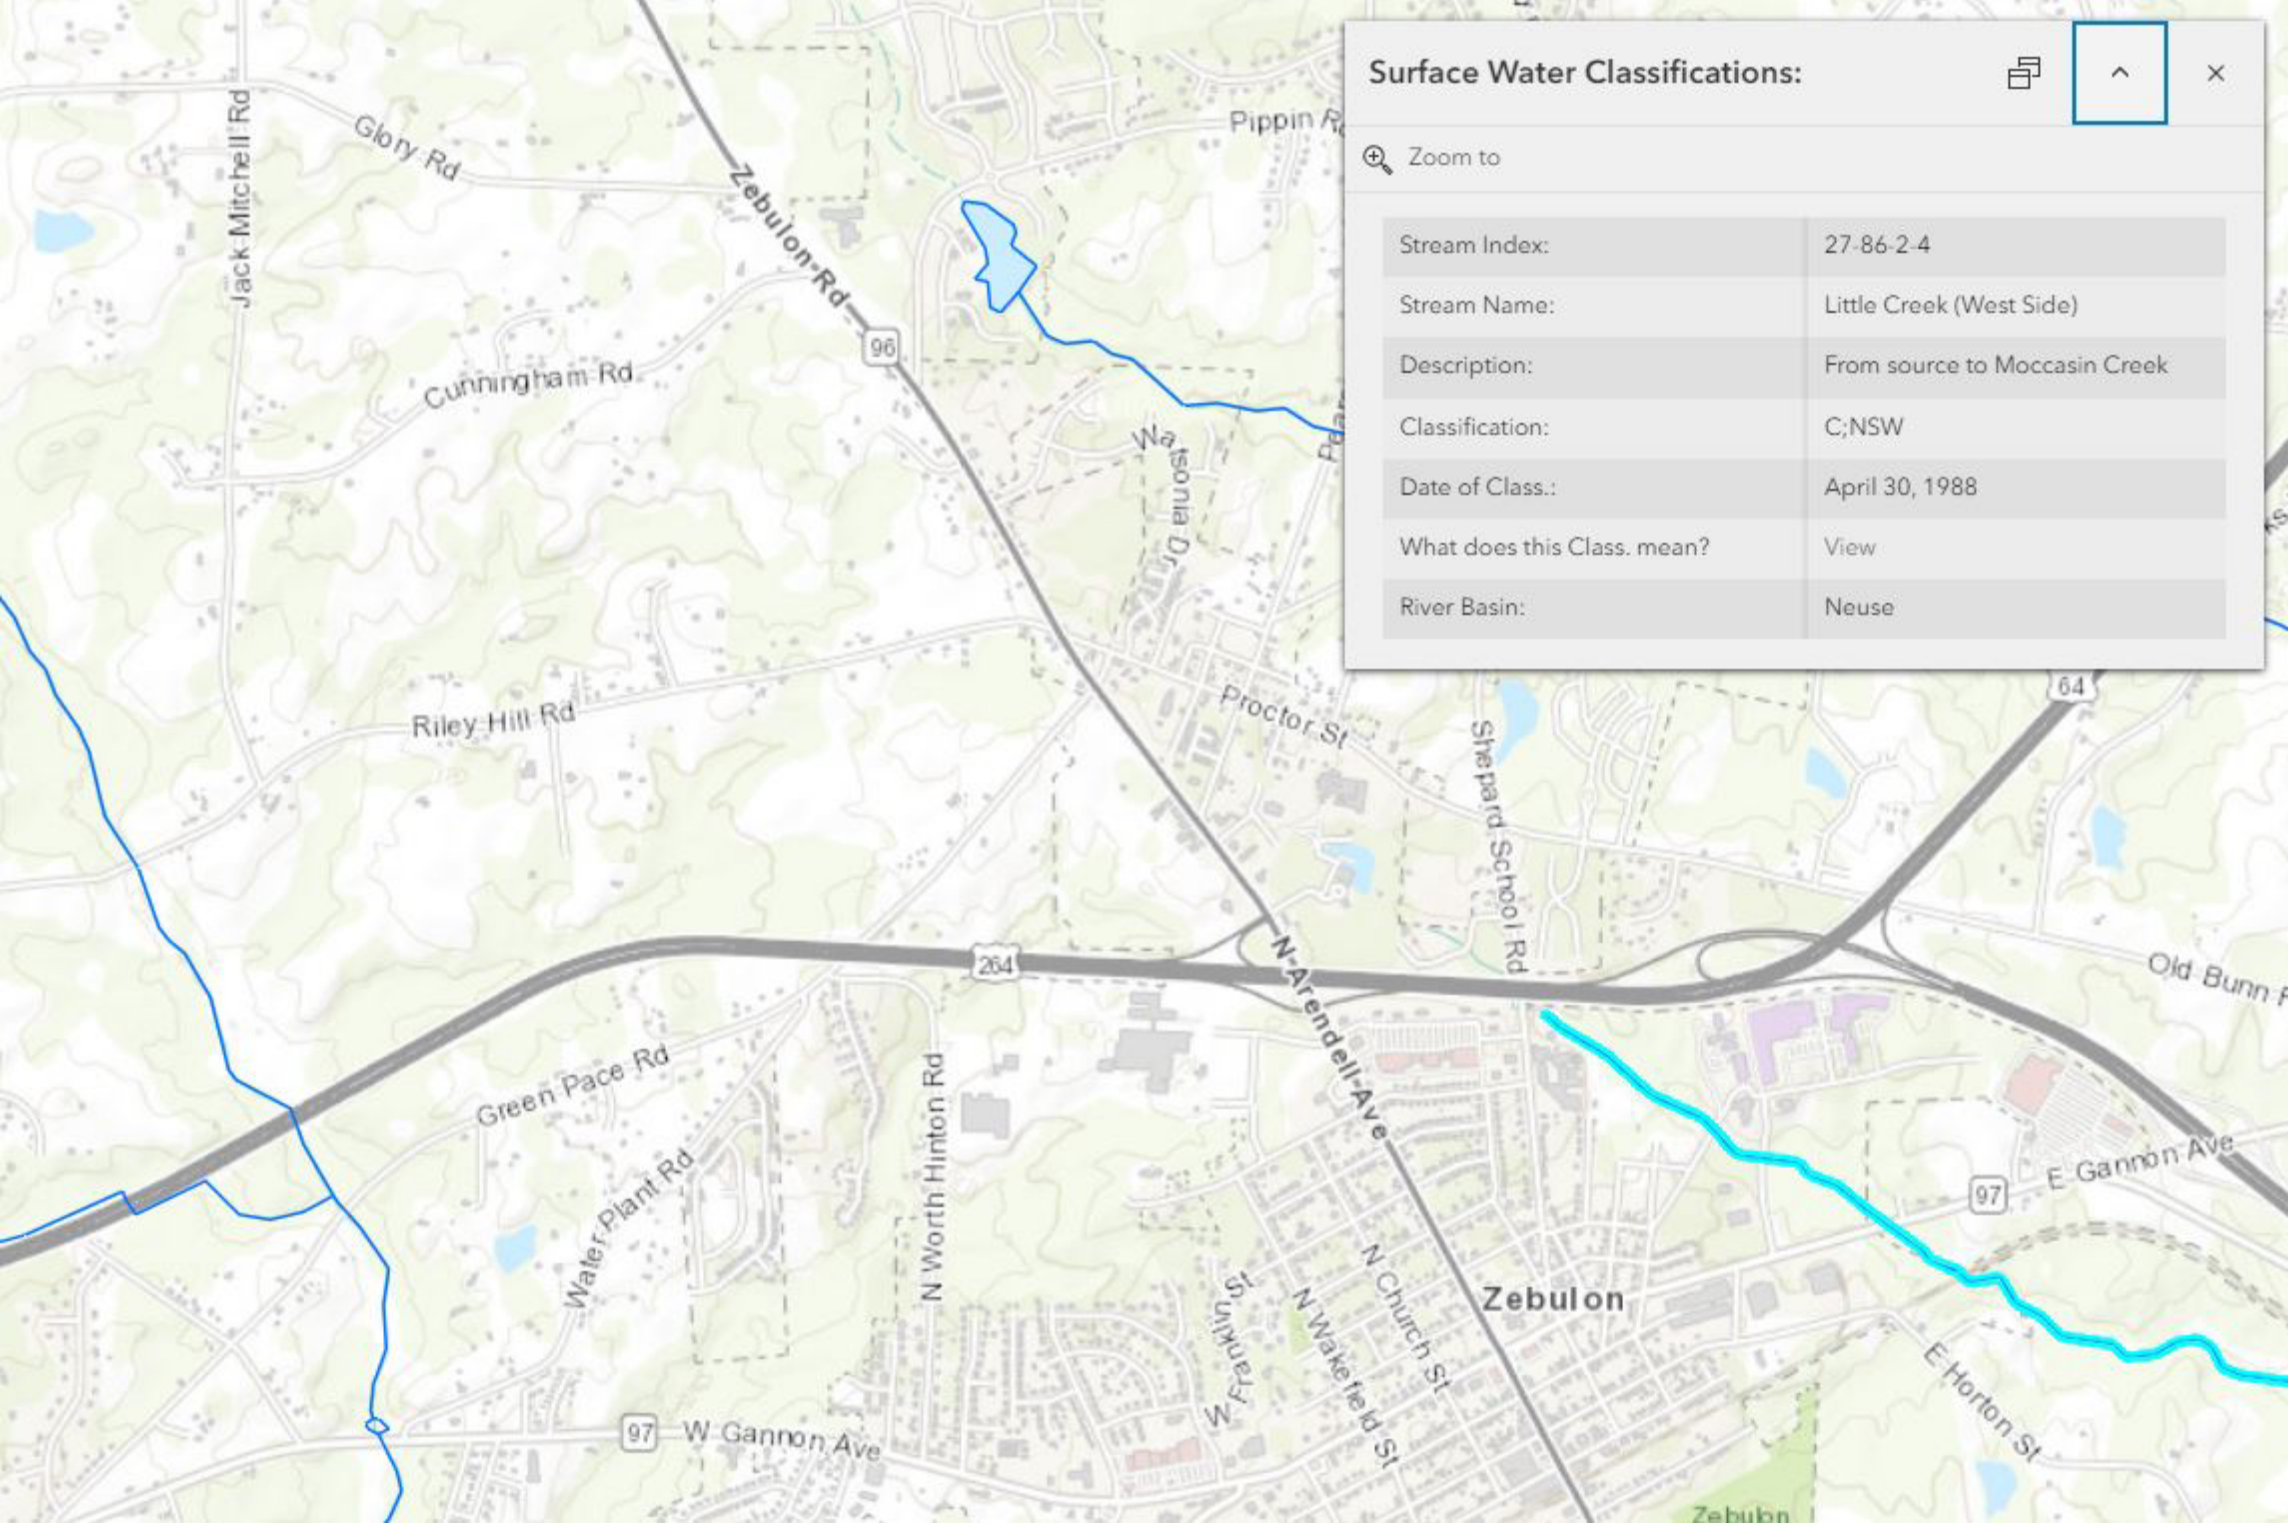 Surface Water Classifications:
Zoom to
Stream Index: 27-86-2-4
Stream Name: Little Creek (West Side)
Description: From source to Moccasin Creek
Classification: C;NSW
Date of Class.: April 30, 1988
What does this Class. mean? View
River Basin: Neuse
Jack Mitchell Rd
Glory Rd
Zebulon Rd
Pippin
96
Cunningham Rd
Watsonia Dr
Riley Hill Rd
Proctor St
Shepard School Rd
64
264
N Arendell Ave
Old Bunn
Green Pace Rd
Water Plant Rd
N Worth Hinton Rd
97
E Gannon Ave
Zebulon
N Church St
N Wakefield St
W Franklin St
E Horton St
97
W Gannon Ave
Zebulon